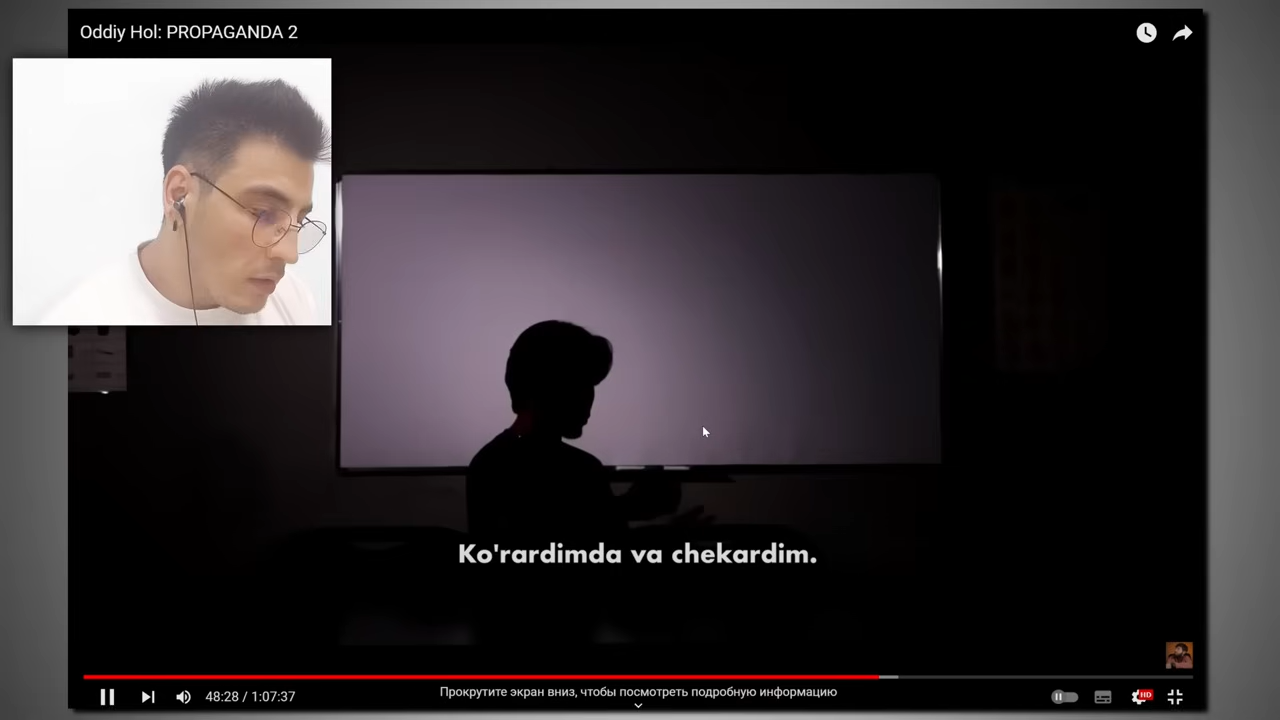 Oddiy Hol: PROPAGANDA 2
Ko'rardimda va chekardim.
48:28 / 1:07:37
Прокрутите экран вниз, чтобы посмотреть подробную информацию
HD